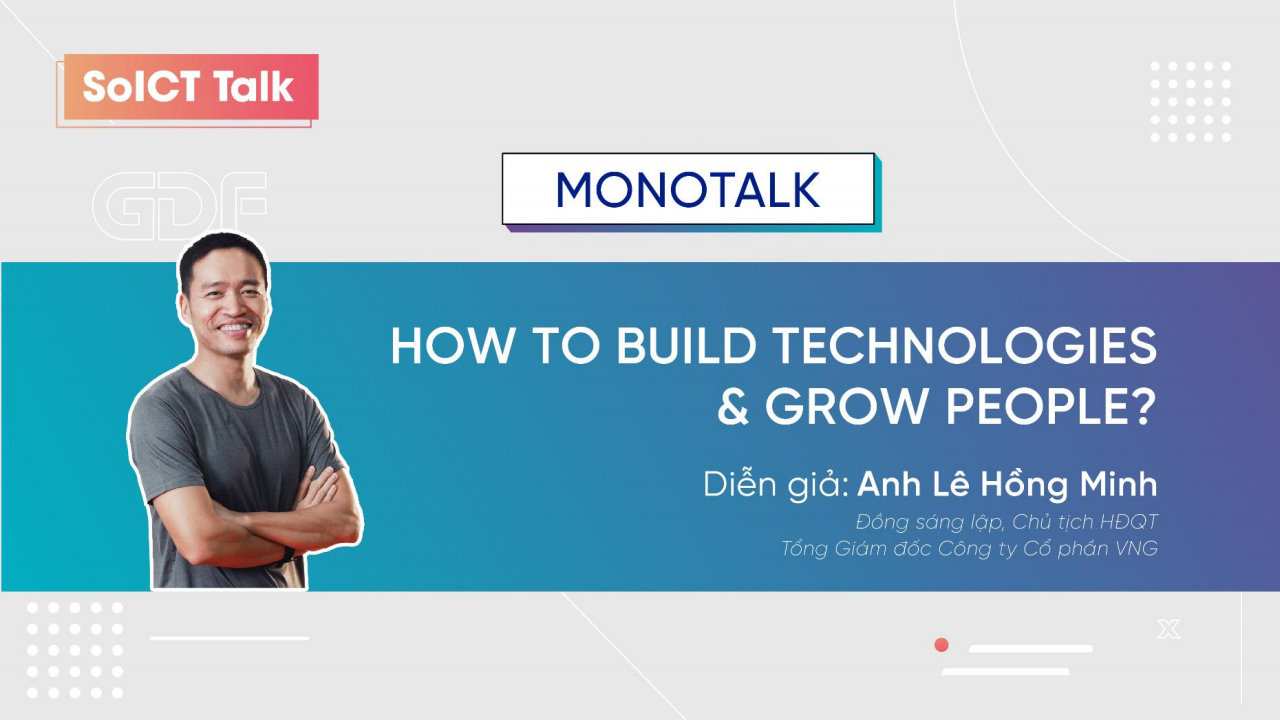 SoICT Talk
GDF
MONOTALK
HOW TO BUILD TECHNOLOGIES
& GROW PEOPLE?
Diễn giả: Anh Lê Hồng Minh
Đồng sáng lập, Chủ tịch HĐQT
Tổng Giám đốc Công ty Cổ phần VNG